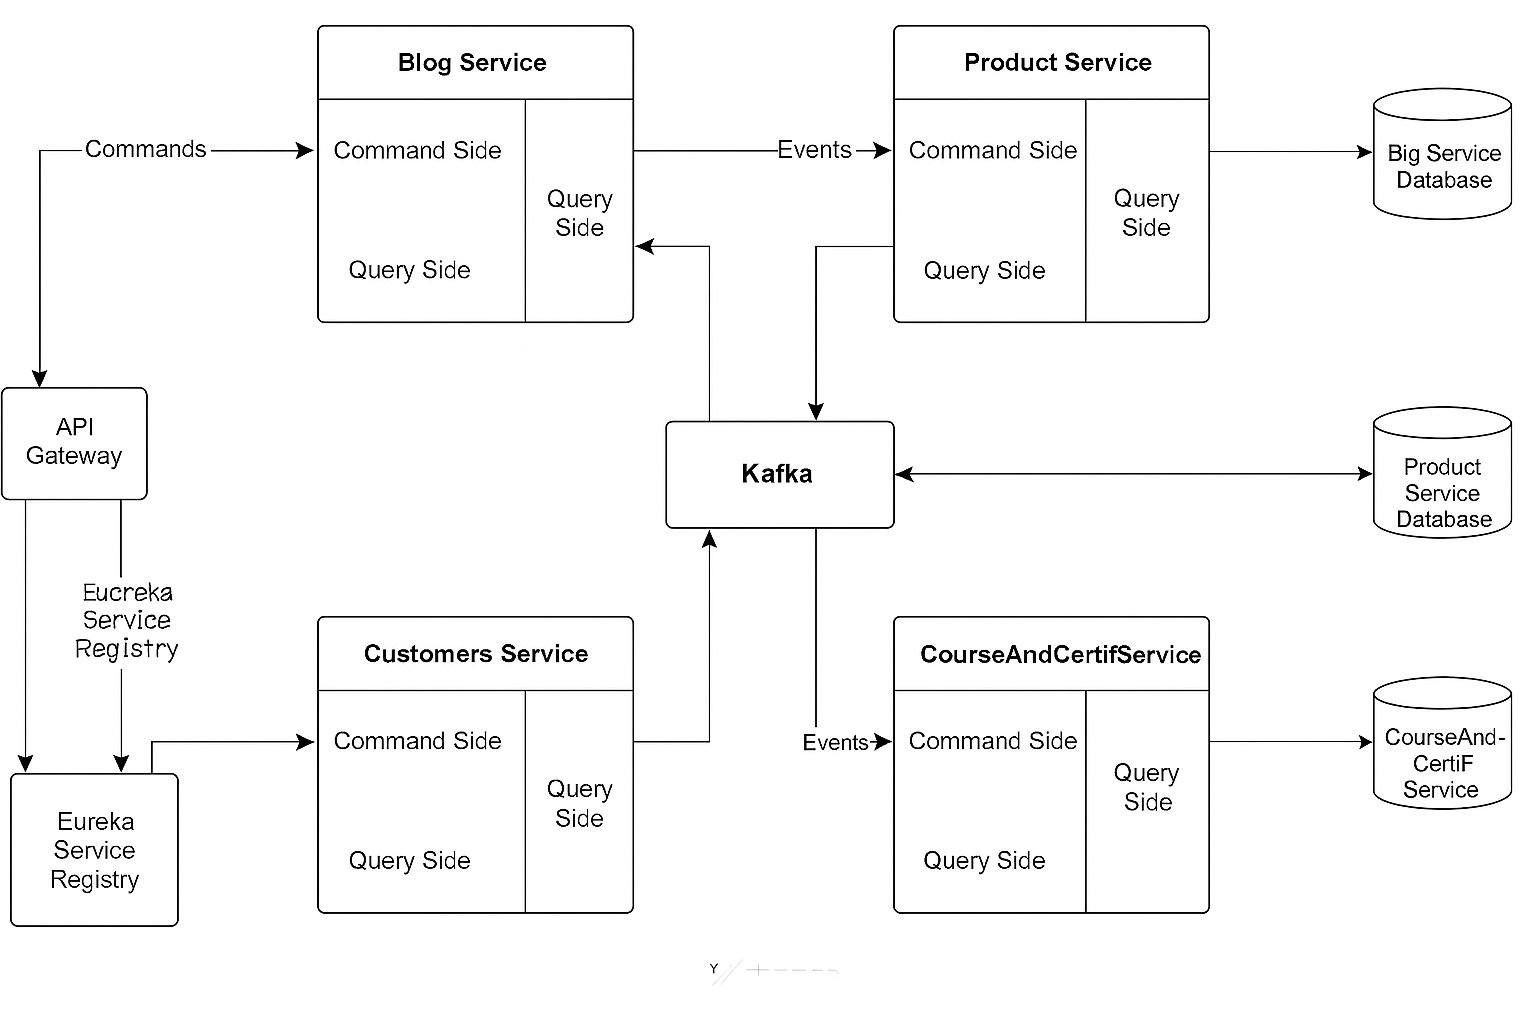 Blog Service
Product Service
Commands
Command Side
Query
Side
Query Side
Events
Command Side
Query
Side
Query Side
Big Service
Database
API
Gateway
Kafka
Product
Service
Database
Eucreka
Service
Registry
Customers Service
CourseAndCertifService
Command Side
Query
Side
Query Side
Events
Command Side
Query
Side
Query Side
CourseAnd-
CertiF
Service
Eureka
Service
Registry
Y